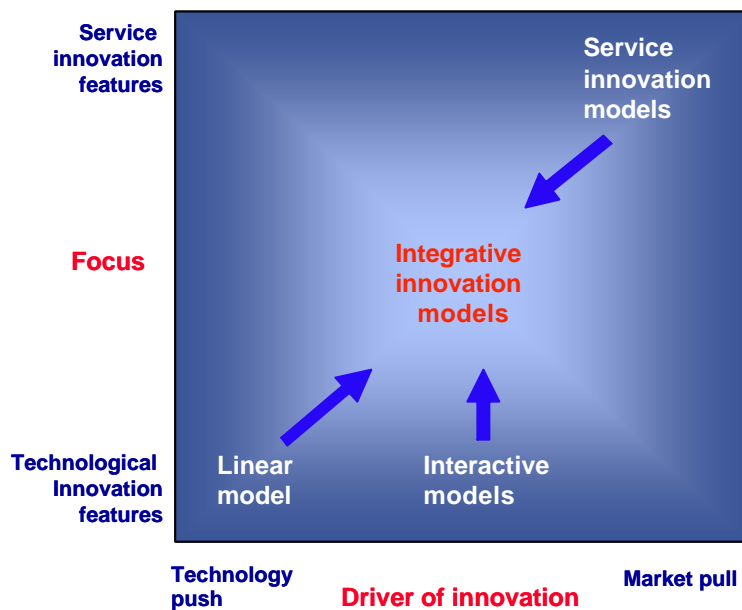 Service
innovation
features
Service
innovation
models
Focus
Integrative
innovation
models
Technological
Innovation
features
Linear
model
Interactive
models
Technology
push
Driver of innovation
Market pull